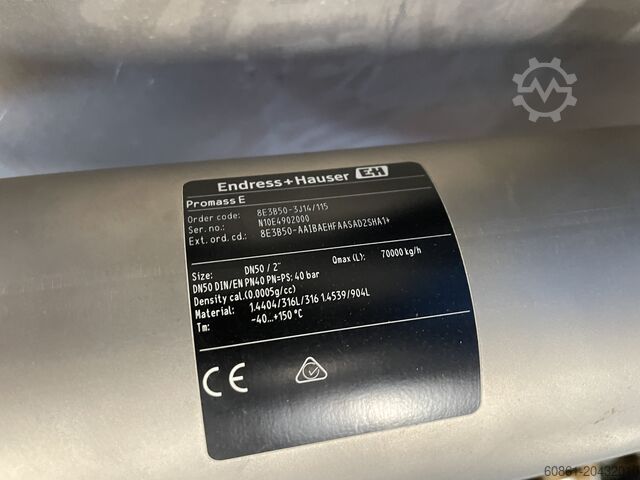 Endress+Hauser EH
Promass E
Order code: 8E3B50-3J14/115
Ser.no.: N10E4902000
Ext. ord. cd.: 8E3B50-AA1BAEHFAASAD2SHA1+
Size: DN50 / 2" Qmax (L): 70000 kg/h
DN50 DIN/EN PN40 PN=PS: 40 bar
Density cal.(0.0005g/cc)
Material: 1.4404/316L/316 1.4539/904L
Tm: -40...+150 °C
CE